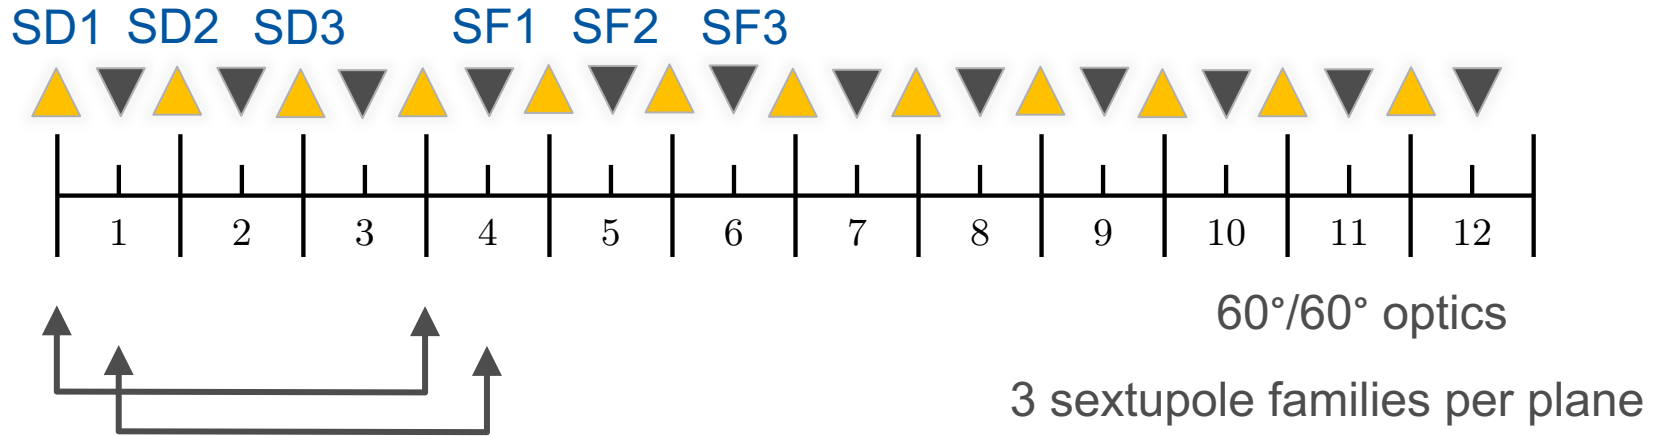 SD1 SD2 SD3 SF1 SF2 SF3
1 2 3 4 5 6 7 8 9 10 11 12
60°/60° optics
3 sextupole families per plane